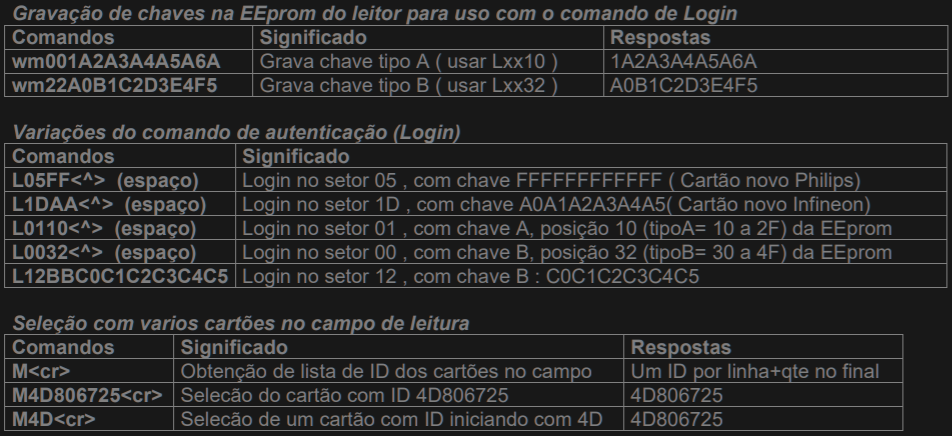 Gravação de chaves na EEprom do leitor para uso com o comando de Login
Comandos Significado Respostas
wm001A2A3A4A5A6A Grava chave tipo A ( usar Lxx10 ) 1A2A3A4A5A6A
wm22A0B1C2D3E4F5 Grava chave tipo B ( usar Lxx32 ) A0B1C2D3E4F5
Variações do comando de autenticação (Login)
Comandos Significado
L05FF<^> (espaço) Login no setor 05 , com chave FFFFFFFFFFFF ( Cartão novo Philips)
L1DAA<^> (espaço) Login no setor 1D , com chave A0A1A2A3A4A5( Cartão novo Infineon)
L0110<^> (espaço) Login no setor 01 , com chave A, posição 10 (tipoA= 10 a 2F) da EEprom
L0032<^> (espaço) Login no setor 00 , com chave B, posição 32 (tipoB= 30 a 4F) da EEprom
L12BBC0C1C2C3C4C5 Login no setor 12 , com chave B : C0C1C2C3C4C5
Seleção com varios cartões no campo de leitura
Comandos Significado Respostas
M<cr> Obtenção de lista de ID dos cartões no campo Um ID por linha+qte no final
M4D806725<cr> Selecão do cartão com ID 4D806725 4D806725
M4D<cr> Selecão de um cartão com ID iniciando com 4D 4D806725